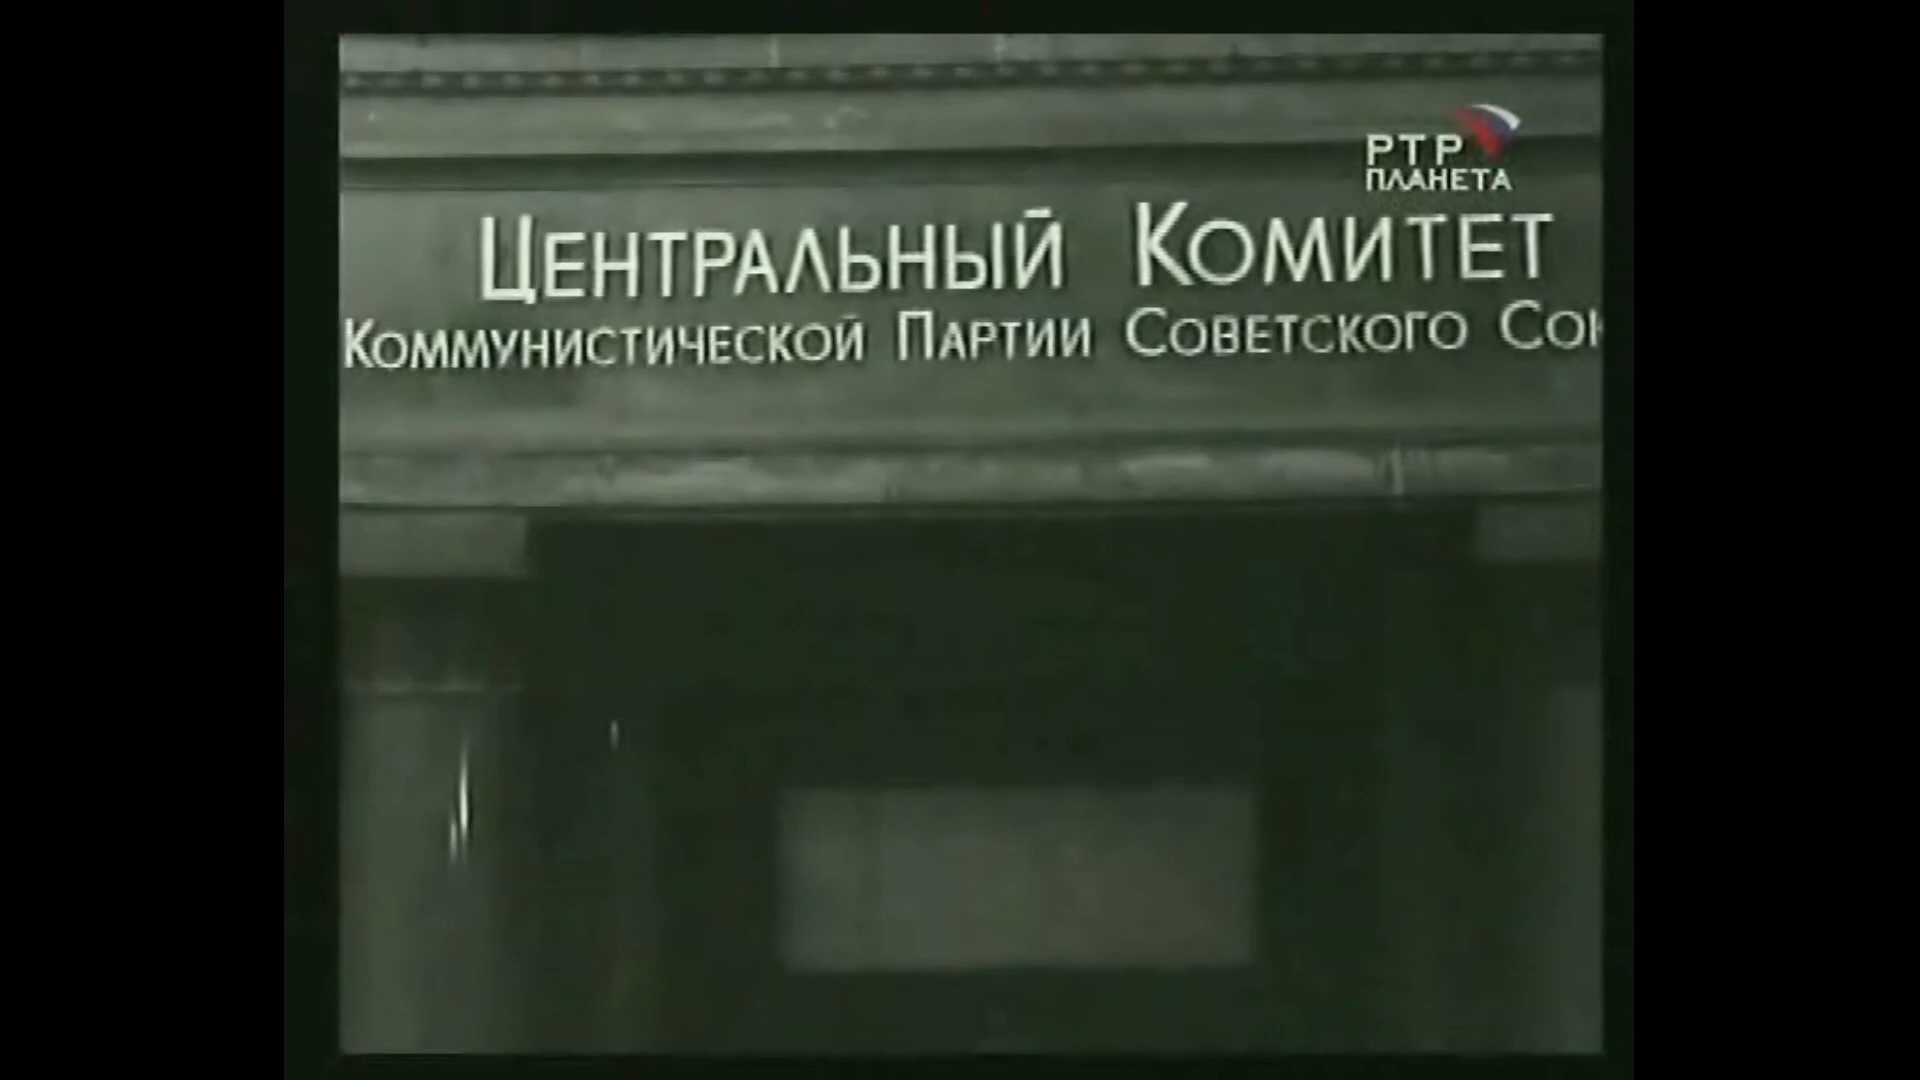 РТР
ПЛАНЕТА
ЦЕНТРАЛЬНЫЙ КОМИТЕТ
КОММУНИСТИЧЕСКОЙ ПАРТИИ СОВЕТСКОГО